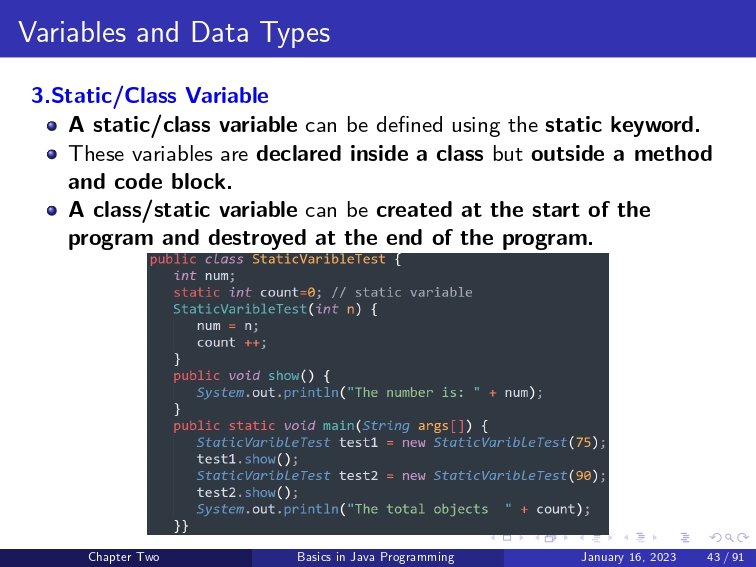 Variables and Data Types
3.Static/Class Variable
A static/class variable can be defined using the static keyword.
These variables are declared inside a class but outside a method
and code block.
A class/static variable can be created at the start of the
program and destroyed at the end of the program.
public class StaticVaribleTest {
int num;
static int count=0; // static variable
StaticVaribleTest(int n) {
num = n;
count ++;
}
public void show() {
System.out.println("The number is: " + num);
}
public static void main(String args[]) {
StaticVaribleTest test1 = new StaticVaribleTest(75);
test1.show();
StaticVaribleTest test2 = new StaticVaribleTest(90);
test2.show();
System.out.println("The total objects  " + count);
}}
Chapter Two Basics in Java Programming January 16, 2023 43 / 91